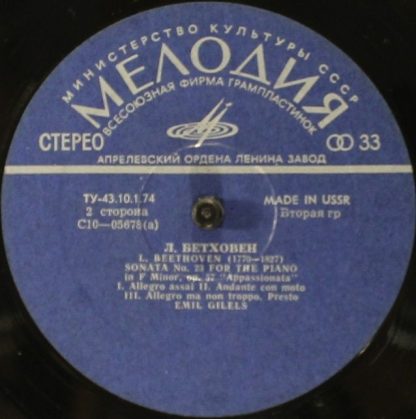 МИНИСТЕРСТВО КУЛЬТУРЫ СССР
МЕЛОДИЯ
ВСЕСОЮЗНАЯ ФИРМА ГРАМПЛАСТИНОК
СТЕРЕО 33
АПРЕЛЕВСКИЙ ОРДЕНА ЛЕНИНА ЗАВОД
ТУ-43.10.1.74 MADE IN USSR
2 сторона Вторая гр
С10—05678(а)
Л. БЕТХОВЕН
L. BEETHOVEN (1770—1827)
SONATA No. 23 FOR THE PIANO
in F Minor, op. 57 "Appassionata"
I. Allegro assai II. Andante con moto
III. Allegro ma non troppo. Presto
EMIL GILELS